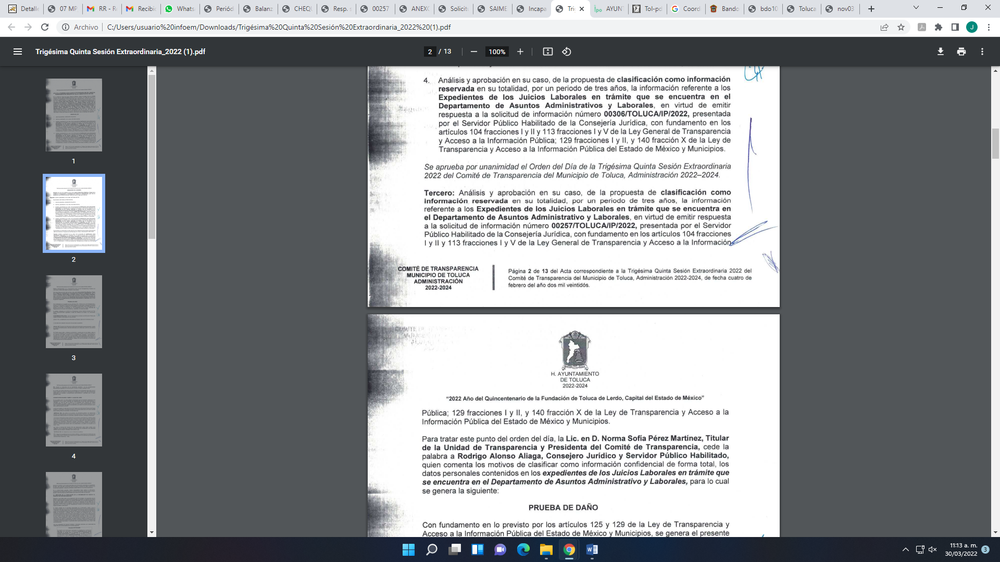 Detalle
07 MP
RR - Re
Recibid
Whats
Periód
Balanz
CHEQU
Resp. s
00257
ANEXO
Solicitu
SAIME
Incapa
Tri
AYUNT
Tol-pd
Coord
Bando
bdo10
Toluca
nov03
Archivo
C:/Users/usuario%20infoem/Downloads/Trigésima%20Quinta%20Sesión%20Extraordinaria_2022%20(1).pdf
J
Trigésima Quinta Sesión Extraordinaria_2022 (1).pdf
2 / 13
100%
1
2
3
4
4. Análisis y aprobación en su caso, de la propuesta de clasificación como información
reservada en su totalidad, por un periodo de tres años, la información referente a los
Expedientes de los Juicios Laborales en trámite que se encuentra en el
Departamento de Asuntos Administrativos y Laborales, en virtud de emitir
respuesta a la solicitud de información número 00306/TOLUCA/IP/2022, presentada
por el Servidor Público Habilitado de la Consejería Jurídica, con fundamento en los
artículos 104 fracciones I y II y 113 fracciones I y V de la Ley General de Transparencia
y Acceso a la Información Pública; 129 fracciones I y II, y 140 fracción X de la Ley de
Transparencia y Acceso a la Información Pública del Estado de México y Municipios.
Se aprueba por unanimidad el Orden del Día de la Trigésima Quinta Sesión Extraordinaria
2022 del Comité de Transparencia del Municipio de Toluca, Administración 2022–2024.
Tercero: Análisis y aprobación en su caso, de la propuesta de clasificación como
información reservada en su totalidad, por un periodo de tres años, la información
referente a los Expedientes de los Juicios Laborales en trámite que se encuentra en
el Departamento de Asuntos Administrativo y Laborales, en virtud de emitir respuesta
a la solicitud de información número 00257/TOLUCA/IP/2022, presentada por el Servidor
Público Habilitado de la Consejería Jurídica, con fundamento en los artículos 104 fracciones
I y II y 113 fracciones I y V de la Ley General de Transparencia y Acceso a la Información
COMITÉ DE TRANSPARENCIA
MUNICIPIO DE TOLUCA
ADMINISTRACIÓN
2022-2024
Página 2 de 13 del Acta correspondiente a la Trigésima Quinta Sesión Extraordinaria 2022 del
Comité de Transparencia del Municipio de Toluca, Administración 2022-2024, de fecha cuatro de
febrero del año dos mil veintidós.
H. AYUNTAMIENTO
DE TOLUCA
2022-2024
“2022 Año del Quincentenario de la Fundación de Toluca de Lerdo, Capital del Estado de México”
Pública; 129 fracciones I y II, y 140 fracción X de la Ley de Transparencia y Acceso a la
Información Pública del Estado de México y Municipios.
Para tratar este punto del orden del día, la Lic. en D. Norma Sofía Pérez Martínez, Titular
de la Unidad de Transparencia y Presidenta del Comité de Transparencia, cede la
palabra a Rodrigo Alonso Aliaga, Consejero Jurídico y Servidor Público Habilitado,
quien comenta los motivos de clasificar como información confidencial de forma total, los
datos personales contenidos en los expedientes de los Juicios Laborales en trámite que
se encuentra en el Departamento de Asuntos Administrativo y Laborales, para lo cual
se genera la siguiente:
PRUEBA DE DAÑO
Con fundamento en lo previsto por los artículos 125 y 129 de la Ley de Transparencia y
Acceso a la Información Pública del Estado de México y Municipios, se genera el presente
11:13 a. m.
30/03/2022
3